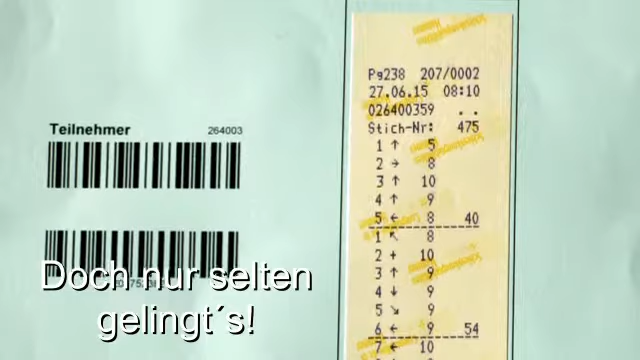 Teilnehmer 264003
Doch nur selten
gelingt´s!
Pg238 207/0002
27.06.15 08:10
026400359 . .
Stich-Nr: 475
1 ↑ 5
2 → 8
3 ↑ 10
4 ↑ 9
5 ← 8 40
1 ↖ 8
2 + 10
3 ↑ 9
4 ↓ 9
5 ↘ 9
6 ← 9 54
7 ← 10